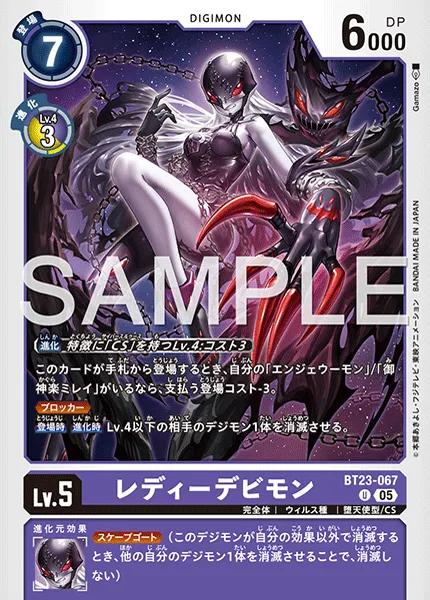 登場
DIGIMON
DP
7
6000
進化
Lv.4
3
Gamazo
SAMPLE
©本郷あきよし・フジテレビ・東映アニメーション BANDAI MADE IN JAPAN
進化 特徴に「CS」を持つLv.4:コスト3
このカードが手札から登場するとき、自分の「エンジェウーモン」/「御
神楽ミレイ」がいるなら、支払う登場コスト-3。
ブロッカー
登場時 進化時 Lv.4以下の相手のデジモン1体を消滅させる。
BT23-067
Lv.5 レディーデビモン U 05
完全体 ウィルス種 堕天使型/CS
進化元効果
スケープゴート (このデジモンが自分の効果以外で消滅する
とき、他の自分のデジモン1体を消滅させることで、消滅し
ない)